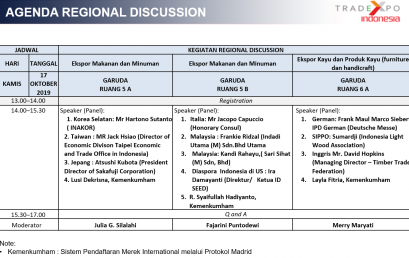 AGENDA REGIONAL DISCUSSION
TRADEXPO
indonesia
JADWAL
KEGIATAN REGIONAL DISCUSSION
HARI
TANGGAL
Ekspor Makanan dan Minuman
Ekspor Makanan dan Minuman
Ekspor Kayu dan Produk Kayu (furniture
and handicraft)
KAMIS
17
OKTOBER
2019
GARUDA
RUANG 5 A
GARUDA
RUANG 5 B
GARUDA
RUANG 6 A
13.00–14.00
Registration
14.00–15.30
Speaker (Panel):
1. Korea Selatan: Mr Hartono Sutanto
( INAKOR)
2. Taiwan : MR Jack Hsiao (Director of
Economic Divison Taipei Economic
and Trade Office in Indonesia)
3. Jepang : Atsushi Kubota (President
Director of Sakafuji Corporation)
4. Lusi Dekrisna, Kemenkumham
Speaker (Panel):
1. Italia: Mr Jacopo Capuccio
(Honorary Consul)
2. Malaysia : Frankie Ritzal (Indadi
Utama (M) Sdn.Bhd Utama
3. Malaysia: Kandi Rahayu,( Sari Sihat
(M) Sdn, Bhd)
4. Diaspora Indonesia di US : Ira
Damayanti (Direktur/ Ketua ID
SEED)
5. R. Syaifullah Hadiyanto,
Kemenkumham
Speaker (Panel):
1. German: Frank Maul Marco Siebert
IPD German (Deutsche Messe)
2. SIPPO: Sumardji (Indonesia Light
Wood Association)
3. Inggris Mr. David Hopkins
(Managing Director – Timber Trade
Federation)
4. Layla Fitria, Kemenkumham
15.30–17.00
Q and A
Moderator
Julia G. Silalahi
Fajarini Puntodewi
Merry Maryati
Note:
• Kemenkumham : Sistem Pendaftaran Merek International melalui Protokol Madrid